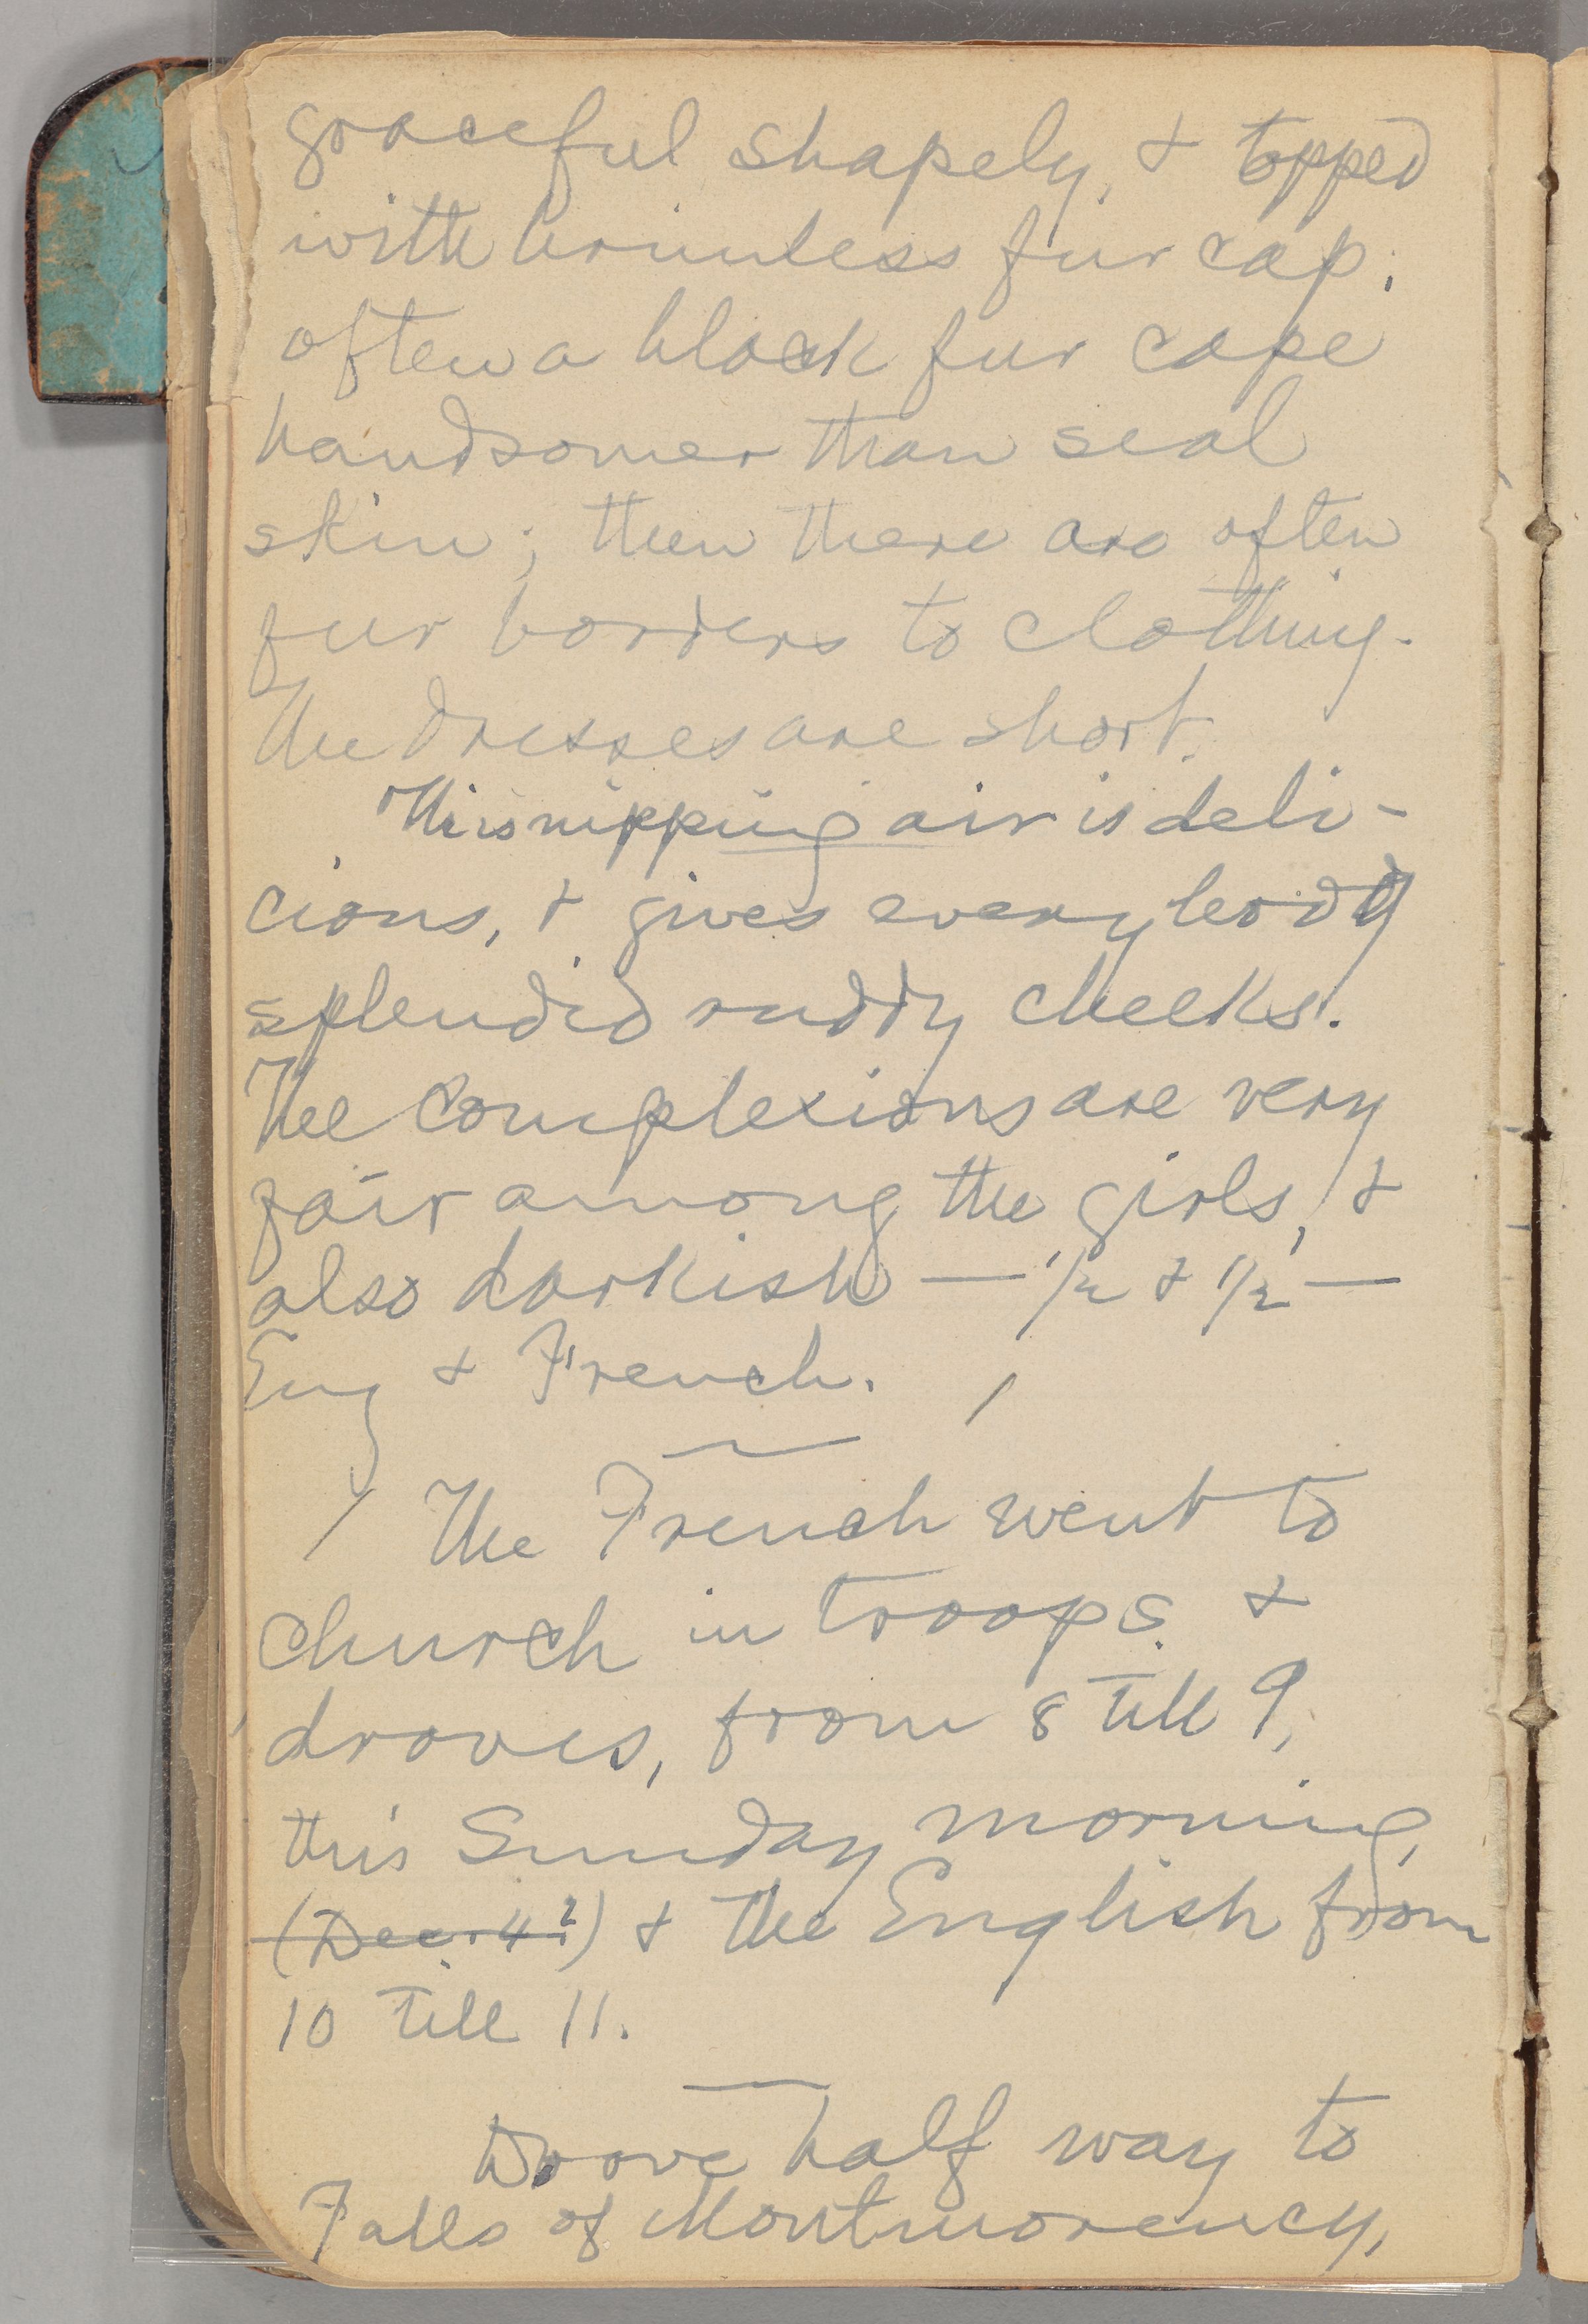 graceful shapely, & topped
with brimless fur cap;
often a black fur cape
handsomer than seal
skin; then there are often
fur borders to clothing.
The dresses are short.
This nipping air is deli-
cious, & gives everybody
splendid ruddy cheeks.
The complexions are very
fair among the girls, &
also darkish — 1/2 & 1/2 —
Eng & French.
The French went to
church in troops &
droves, from 8 till 9,
this Sunday morning,
(Dec. 4?) & the English from
10 till 11.
Drove half way to
Falls of Montmorency,